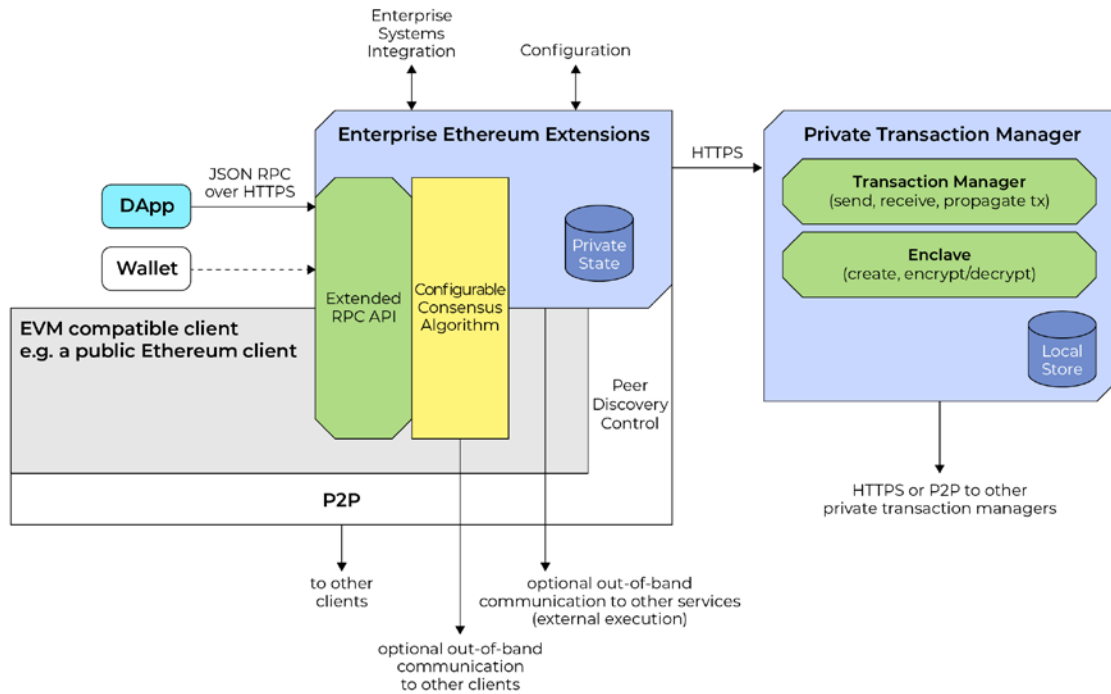 Enterprise
Systems
Integration
Configuration
Enterprise Ethereum Extensions
Private Transaction Manager
HTTPS
JSON RPC
over HTTPS
Transaction Manager
(send, receive, propagate tx)
DApp
Private
State
Enclave
(create, encrypt/decrypt)
Wallet
Extended
RPC API
Configurable
Consensus
Algorithm
EVM compatible client
e.g. a public Ethereum client
Local
Store
Peer
Discovery
Control
P2P
HTTPS or P2P to other
private transaction managers
to other
clients
optional out-of-band
communication to other services
(external execution)
optional out-of-band
communication
to other clients